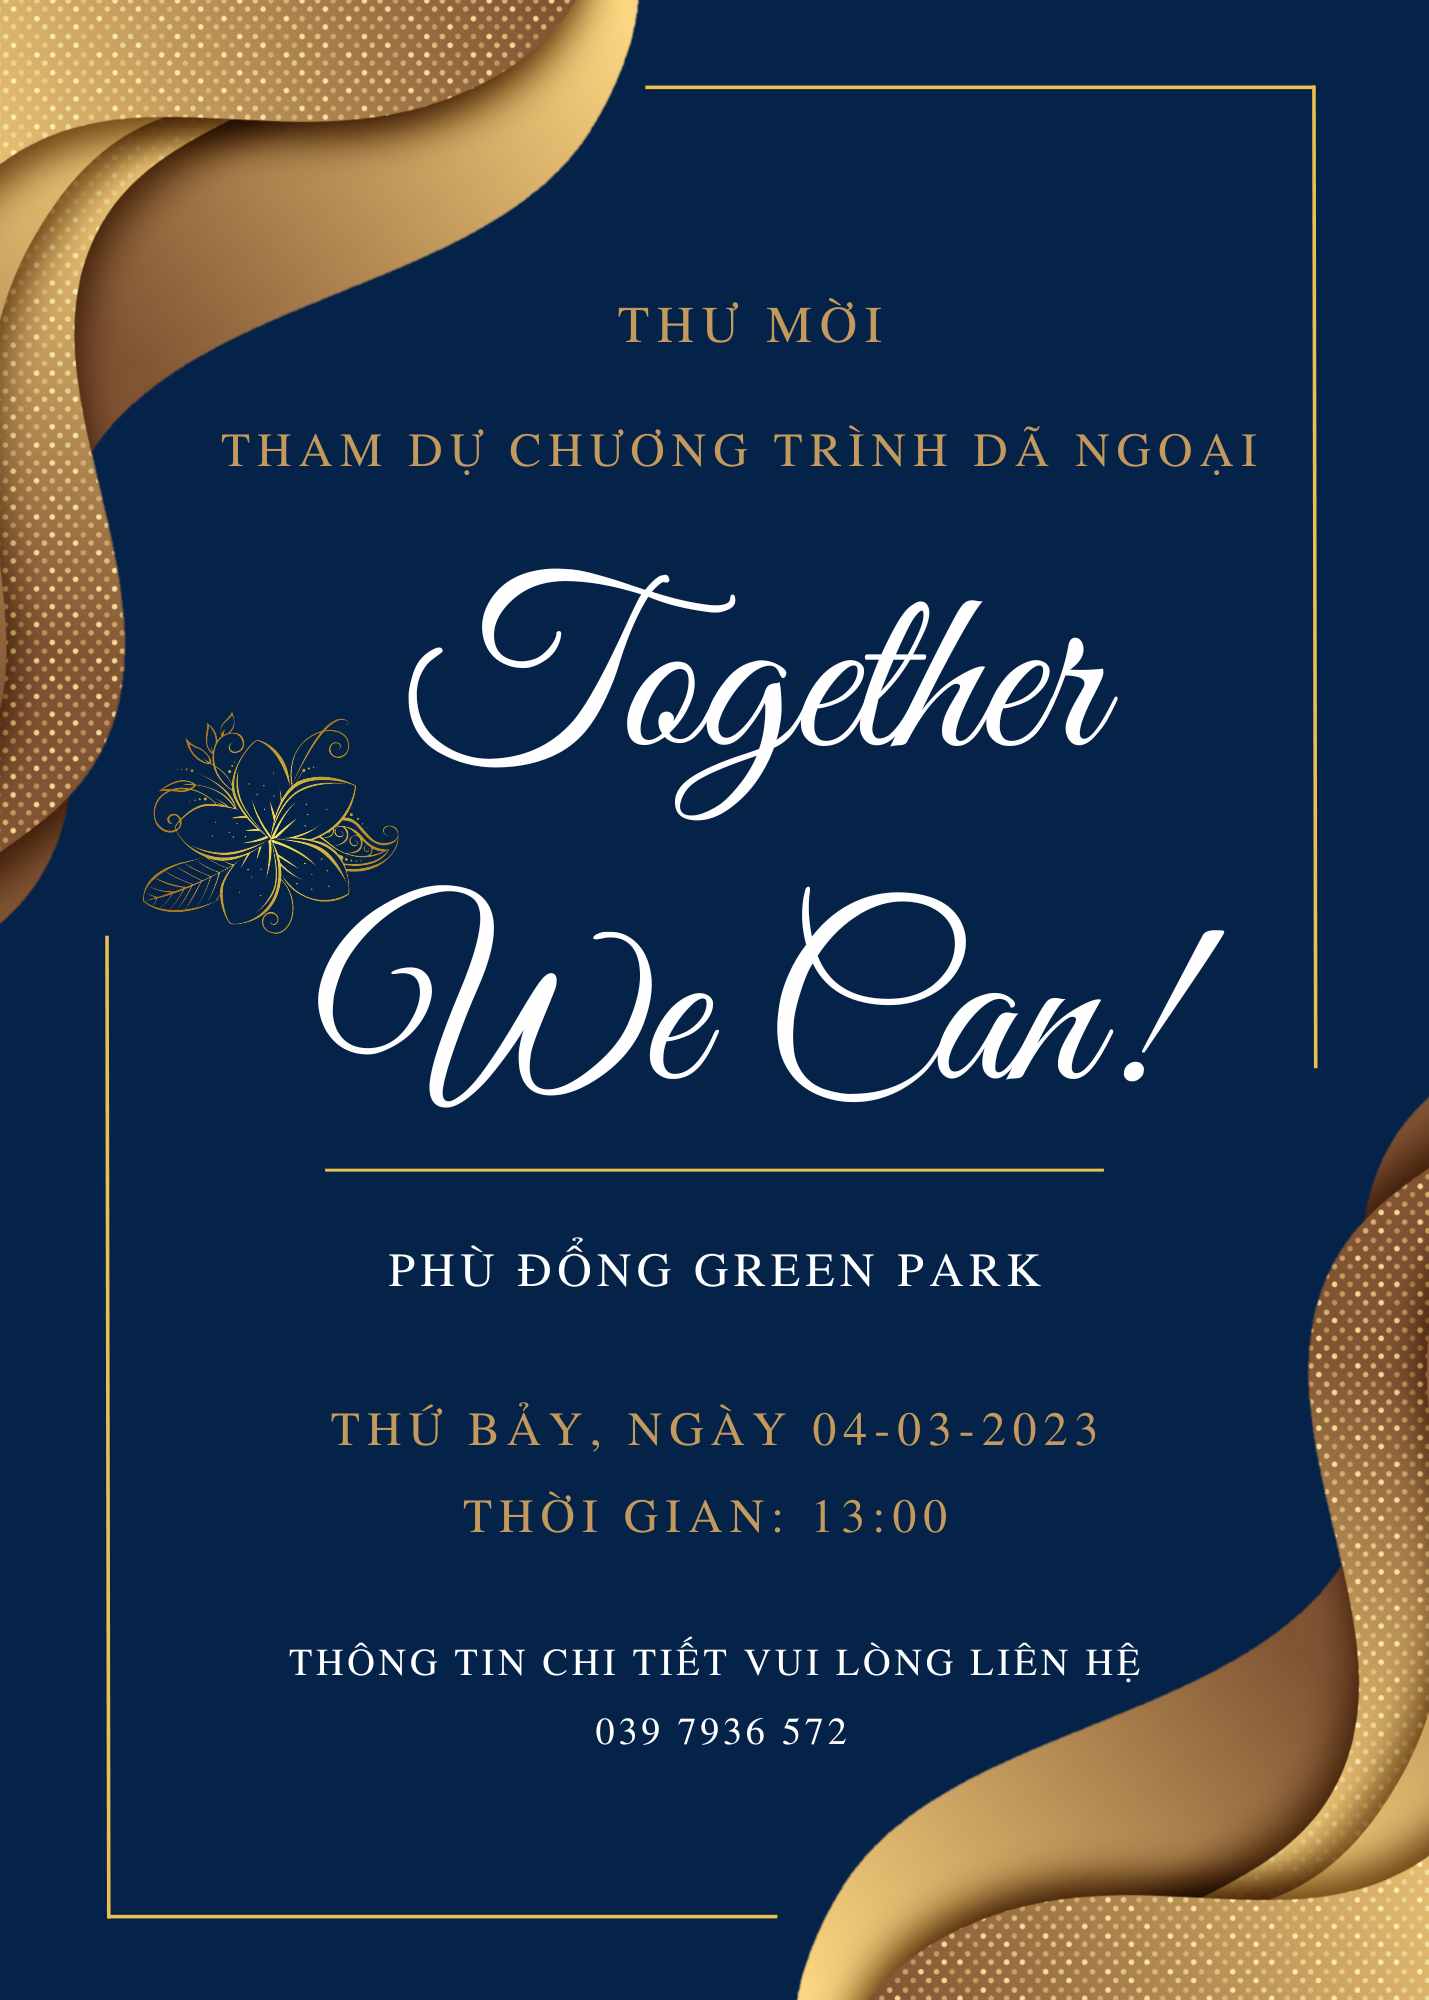 THƯ MỜI
THAM DỰ CHƯƠNG TRÌNH DÃ NGOẠI
Together
We Can!
PHÙ ĐỔNG GREEN PARK
THỨ BẢY, NGÀY 04-03-2023
THỜI GIAN: 13:00
THÔNG TIN CHI TIẾT VUI LÒNG LIÊN HỆ
039 7936 572